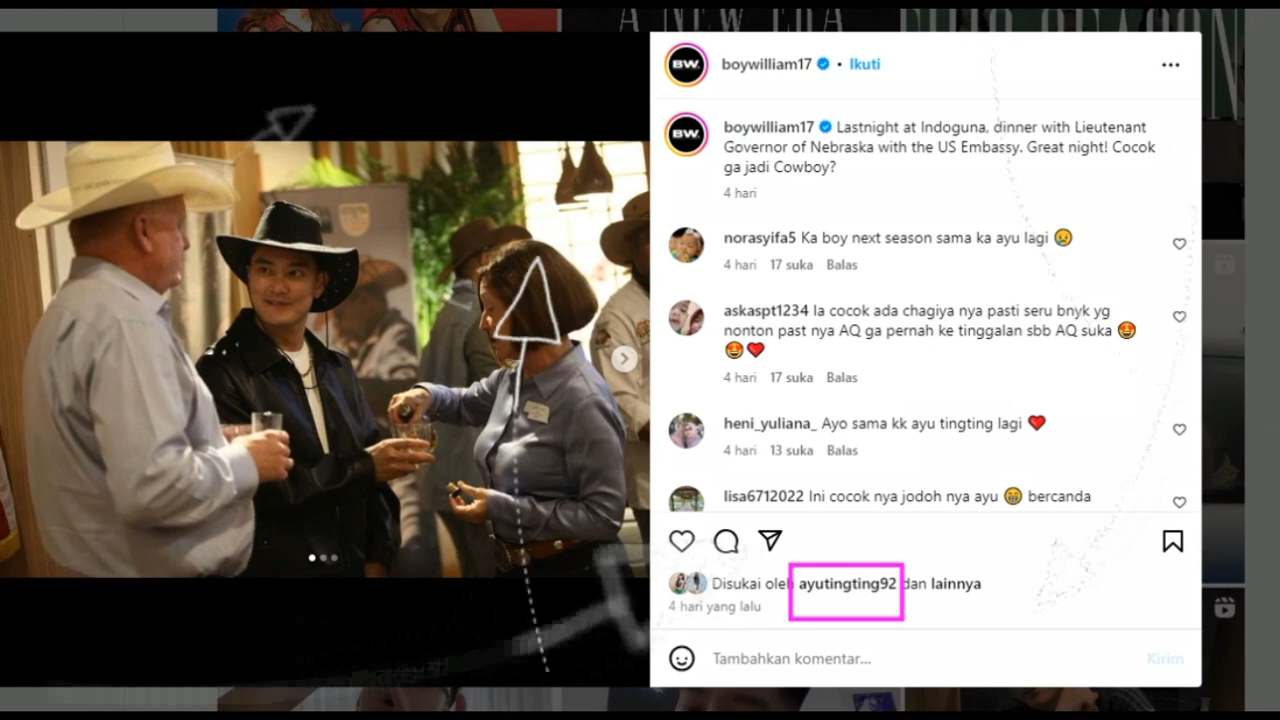 A NEW ERA
BW.
boywilliam17 • Ikuti
BW.
boywilliam17 Lastnight at Indoguna, dinner with Lieutenant
Governor of Nebraska with the US Embassy. Great night! Cocok
ga jadi Cowboy?
4 hari
norasyifa5 Ka boy next season sama ka ayu lagi 😢
4 hari 17 suka Balas
askaspt1234 Ia cocok ada chagiya nya pasti seru bnyk yg
nonton past nya AQ ga pernah ke tinggalan sbb AQ suka 🤩
🤩❤️
4 hari 17 suka Balas
heni_yuliana_ Ayo sama kk ayu tingting lagi ❤️
4 hari 13 suka Balas
lisa6712022 Ini cocok nya jodoh nya ayu 😁 bercanda
Disukai oleh ayutingting92 dan lainnya
4 hari yang lalu
Tambahkan komentar...
Kirim